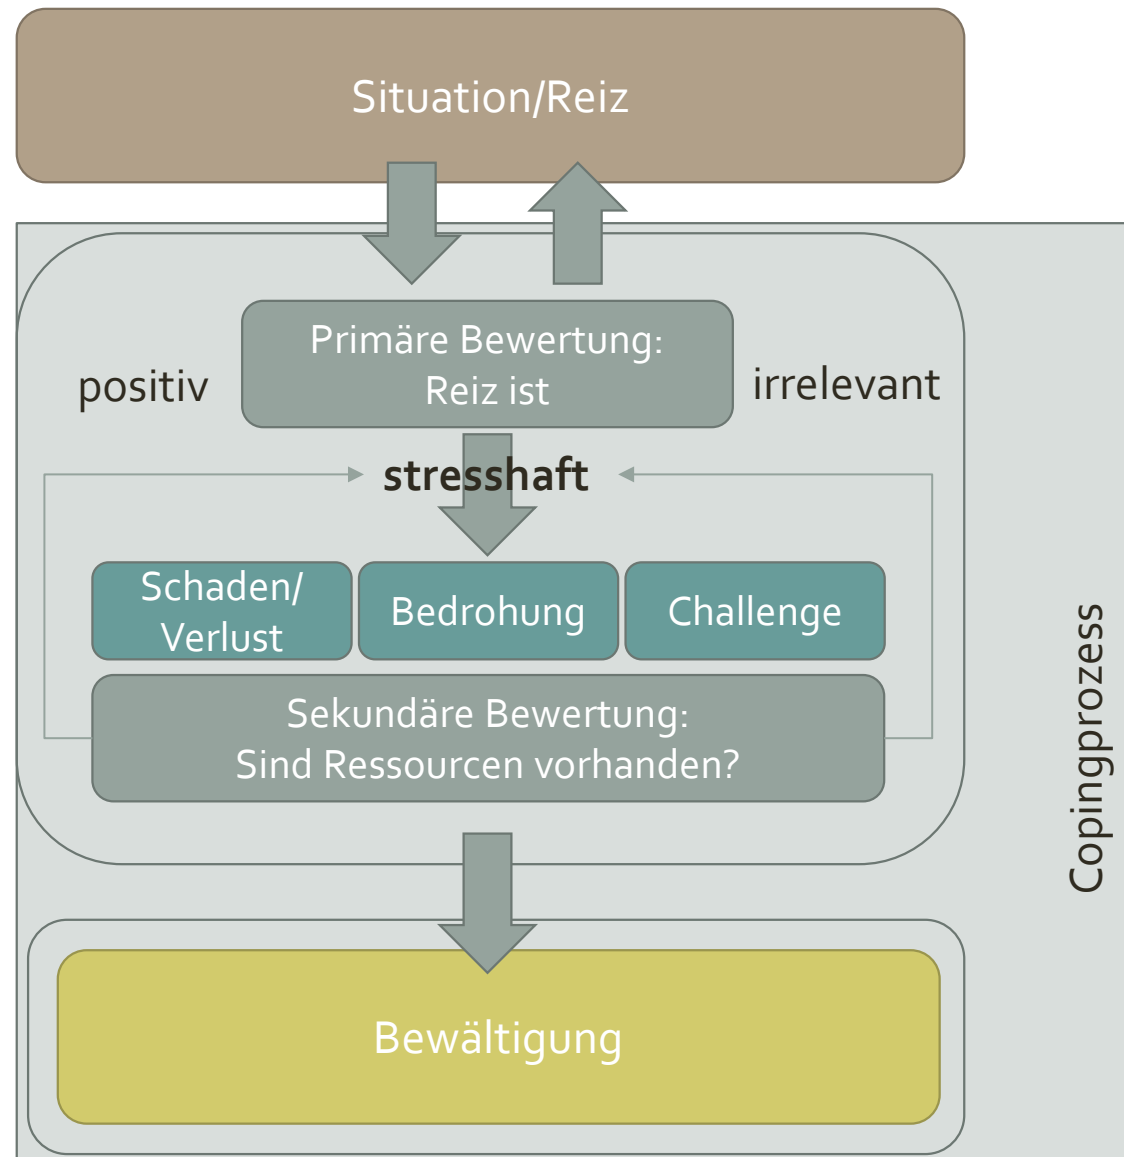 Situation/Reiz
Primäre Bewertung:
Reiz ist
positiv
irrelevant
stresshaft
Schaden/
Verlust
Bedrohung
Challenge
Sekundäre Bewertung:
Sind Ressourcen vorhanden?
Copingprozess
Bewältigung